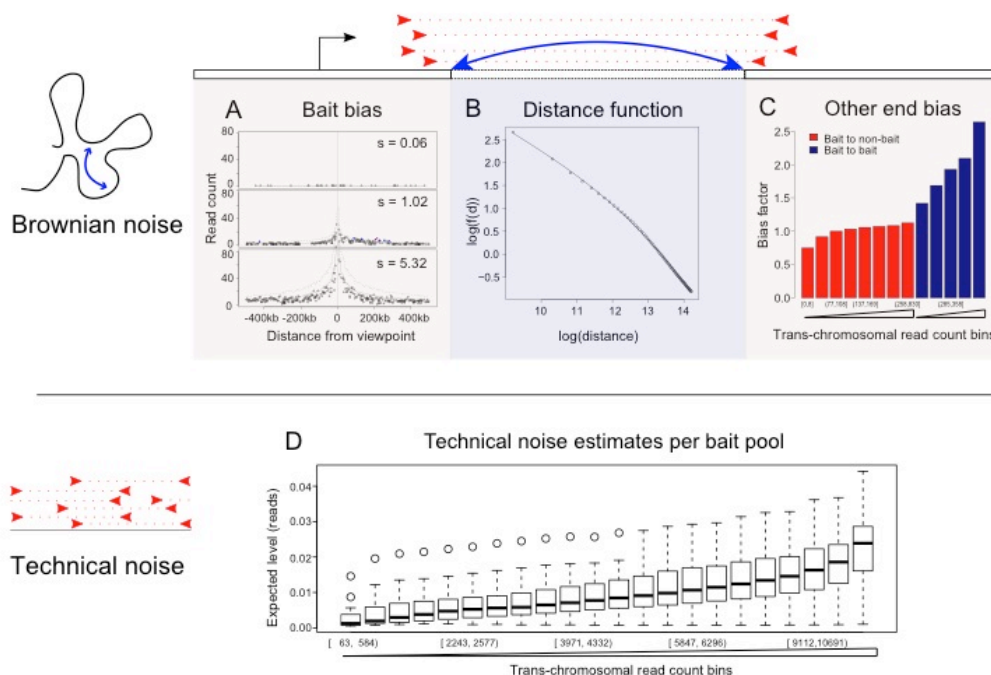 A Bait bias
B Distance function
C Other end bias
Read count
80
40
0
80
40
0
80
40
0
s = 0.06
s = 1.02
s = 5.32
-400kb -200kb 0 200kb 400kb
Distance from viewpoint
log(f(d))
2.5
2.0
1.5
1.0
0.5
0.0
-0.5
10 11 12 13 14
log(distance)
Bias factor
2.5
2.0
1.5
1.0
0.5
0.0
Bait to non-bait
Bait to bait
Trans-chromosomal read count bins
Brownian noise
D Technical noise estimates per bait pool
Expected level (reads)
0.04
0.03
0.02
0.01
0.00
[ 63, 584) [ 2243, 2577) [ 3971, 4332) [ 5847, 6296) [ 9112,10691)
Trans-chromosomal read count bins
Technical noise